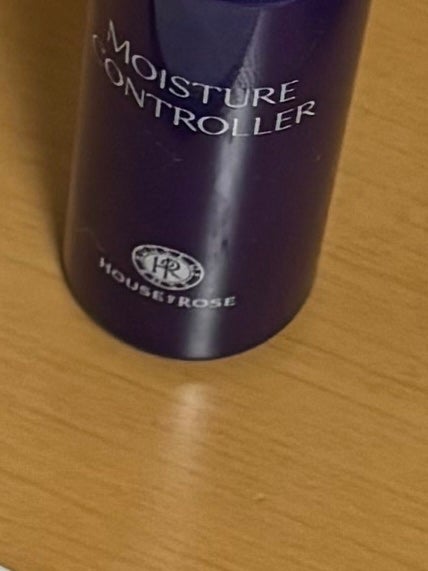 MOISTURE
CONTROLLER
HR
HOUSE OF ROSE